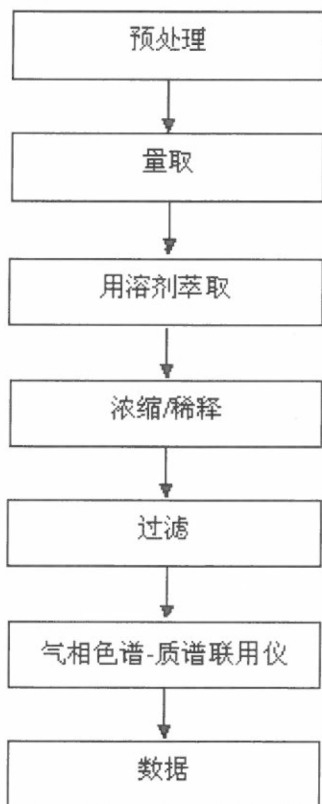 预处理
量取
用溶剂萃取
浓缩/稀释
过滤
气相色谱-质谱联用仪
数据